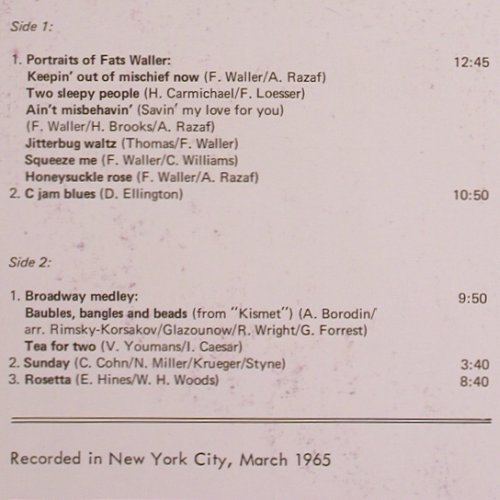 Side 1:
1. Portraits of Fats Waller: 12:45
Keepin' out of mischief now (F. Waller/A. Razaf)
Two sleepy people (H. Carmichael/F. Loesser)
Ain't misbehavin' (Savin' my love for you)
(F. Waller/H. Brooks/A. Razaf)
Jitterbug waltz (Thomas/F. Waller)
Squeeze me (F. Waller/C. Williams)
Honeysuckle rose (F. Waller/A. Razaf)
2. C jam blues (D. Ellington) 10:50
Side 2:
1. Broadway medley: 9:50
Baubles, bangles and beads (from "Kismet") (A. Borodin/
arr. Rimsky-Korsakov/Glazounow/R. Wright/G. Forrest)
Tea for two (V. Youmans/I. Caesar)
2. Sunday (C. Cohn/N. Miller/Krueger/Styne) 3:40
3. Rosetta (E. Hines/W. H. Woods) 8:40
Recorded in New York City, March 1965